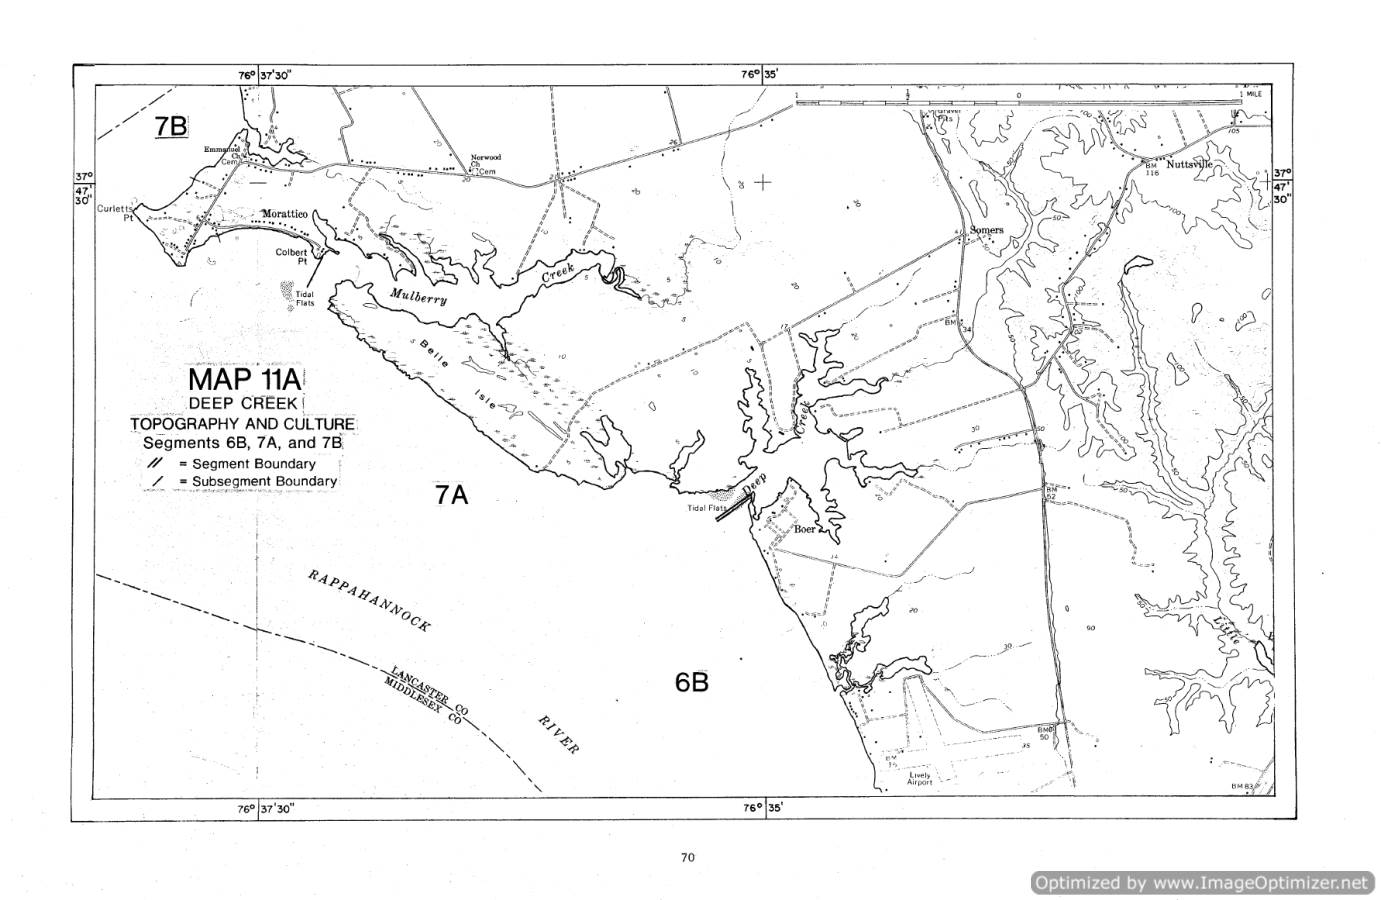 76° 37'30"
76° 35'
1
1/2
0
1 MILE
7B
Emmanuel
Ch
Cem
Norwood
Ch
Cem
Gravel
Pits
105
Nuttsville
BM
116
37°
47'
30"
37°
47'
30"
Curletts
Pt
Morattico
Colbert
Pt
Somers
Creek
Mulberry
Tidal
Flats
BM
34
Belle
Isle
MAP 11A
DEEP CREEK
TOPOGRAPHY AND CULTURE
Segments 6B, 7A, and 7B
= Segment Boundary
= Subsegment Boundary
Creek
Deep
7A
Tidal Flats
BM
52
Boer
RAPPAHANNOCK
Little
6B
LANCASTER CO
MIDDLESEX CO
RIVER
BM
50
BM
15
Lively
Airport
BM 83
76° 37'30"
76° 35'
70
Optimized by www.ImageOptimizer.net